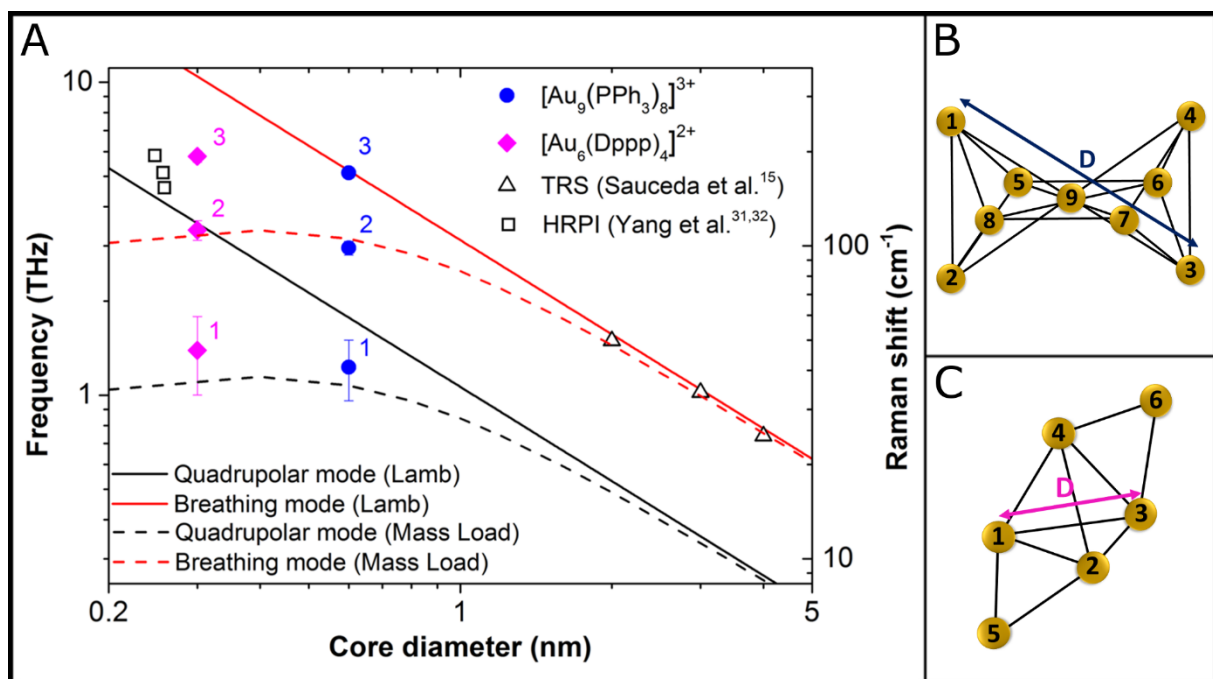 A
10
1
Frequency (THz)
0.2
1
5
Core diameter (nm)
100
10
Raman shift (cm⁻¹)
[Au₉(PPh₃)₈]³⁺
[Au₆(Dppp)₄]²⁺
TRS (Sauceda et al.¹⁵)
HRPI (Yang et al.³¹,³²)
3
2
1
3
2
1
Quadrupolar mode (Lamb)
Breathing mode (Lamb)
Quadrupolar mode (Mass Load)
Breathing mode (Mass Load)
B
1
4
D
5
9
6
8
7
2
3
C
6
4
D
3
1
2
5